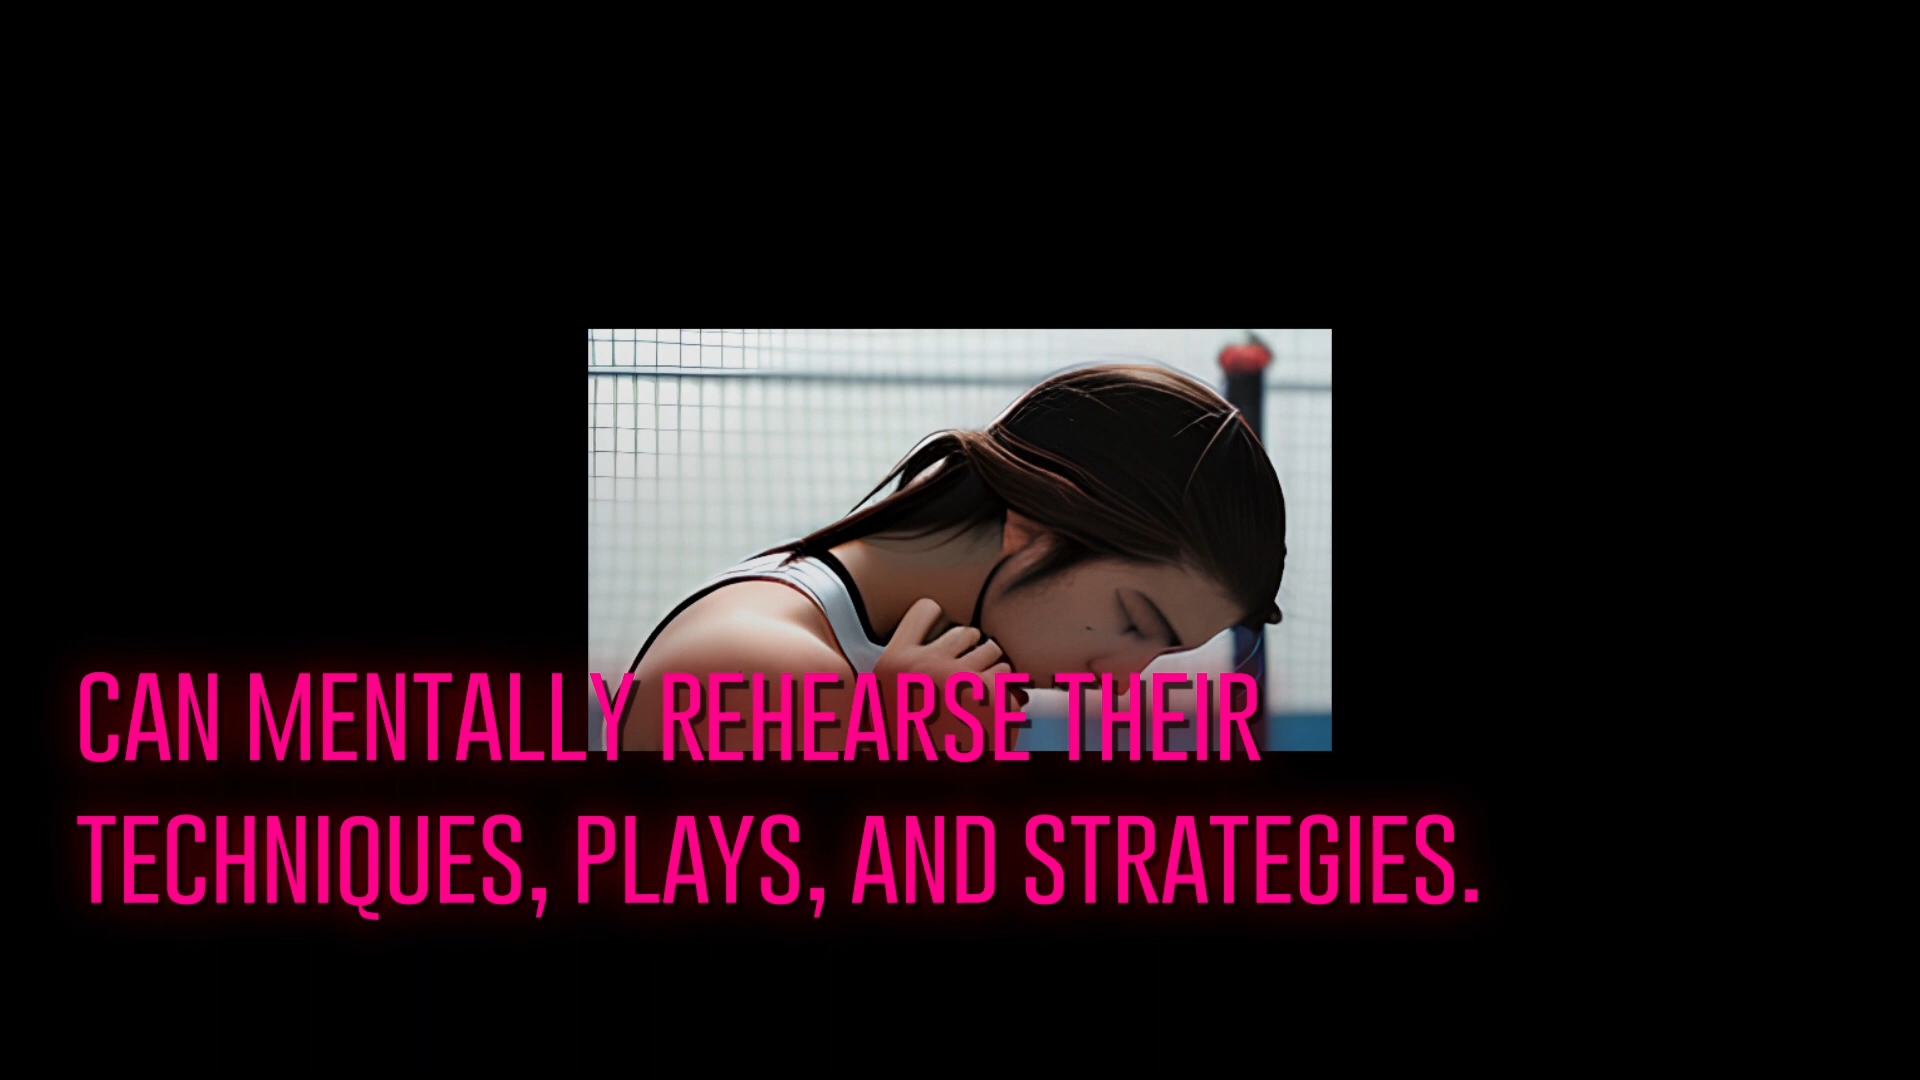 CAN MENTALLY REHEARSE THEIR
TECHNIQUES, PLAYS, AND STRATEGIES.